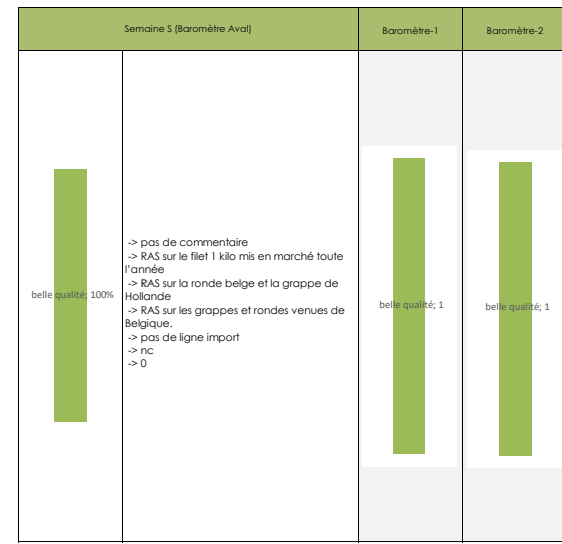 Semaine S (Baromètre Aval)
Baromètre-1
Baromètre-2
belle qualité; 100%
-> pas de commentaire
-> RAS sur le filet 1 kilo mis en marché toute
l'année
-> RAS sur la ronde belge et la grappe de
Hollande
-> RAS sur les grappes et rondes venues de
Belgique.
-> pas de ligne import
-> nc
-> 0
belle qualité; 1
belle qualité; 1